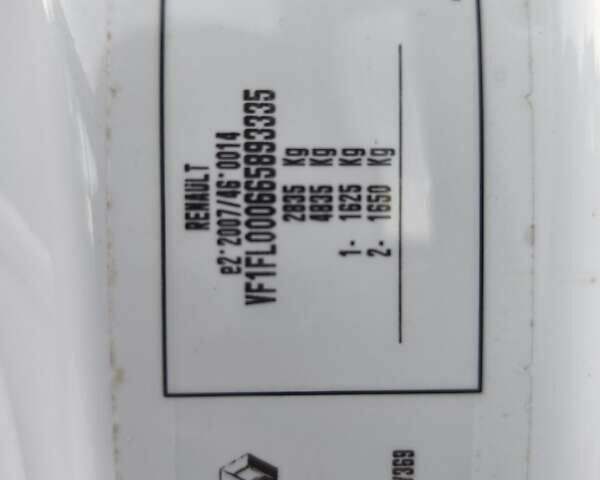 RENAULT
e2*2007/46*0014
VF1FL000665893335
2835 Kg
4835 Kg
1- 1625 Kg
2- 1650 Kg